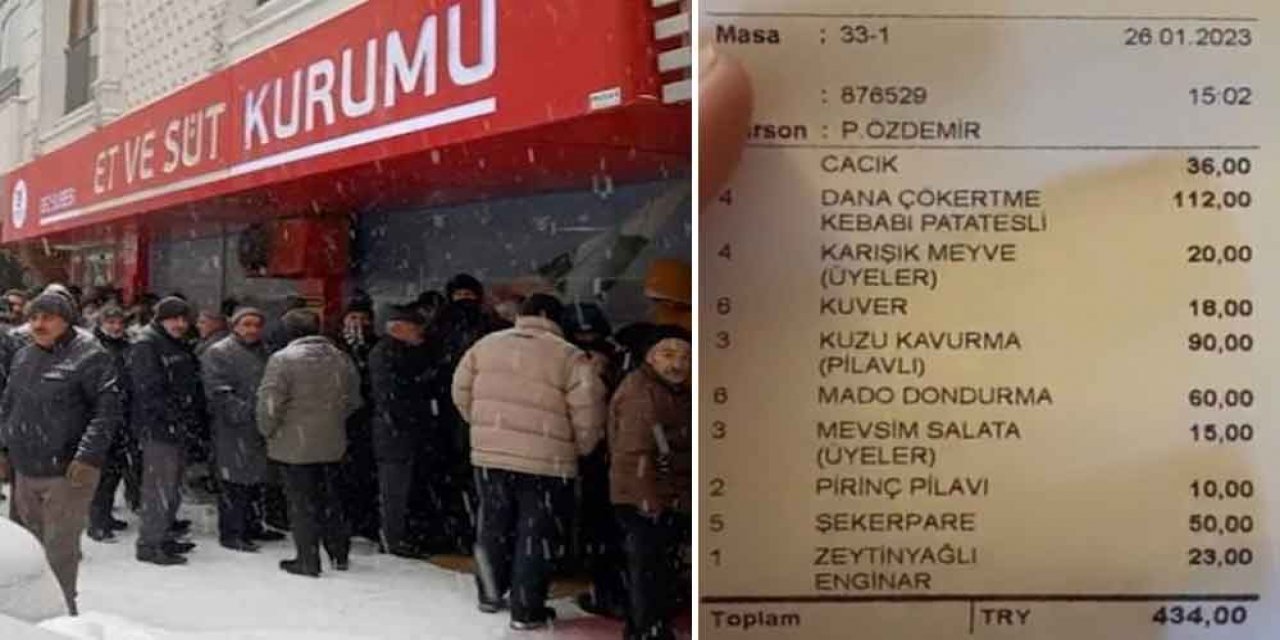 ET VE SÜT KURUMU
Masa : 33-1 26 01.2023
: 876529 15:02
rson : P.ÖZDEMİR
CACIK 36,00
4 DANA ÇÖKERTME 112,00
KEBABI PATATESLİ
4 KARIŞIK MEYVE 20,00
(ÜYELER)
6 KUVER 18,00
3 KUZU KAVURMA 90,00
(PİLAVLI)
6 MADO DONDURMA 60,00
3 MEVSİM SALATA 15,00
(ÜYELER)
2 PİRİNÇ PİLAVI 10,00
5 ŞEKERPARE 50,00
1 ZEYTİNYAĞLI 23,00
ENGİNAR
Toplam TRY 434,00